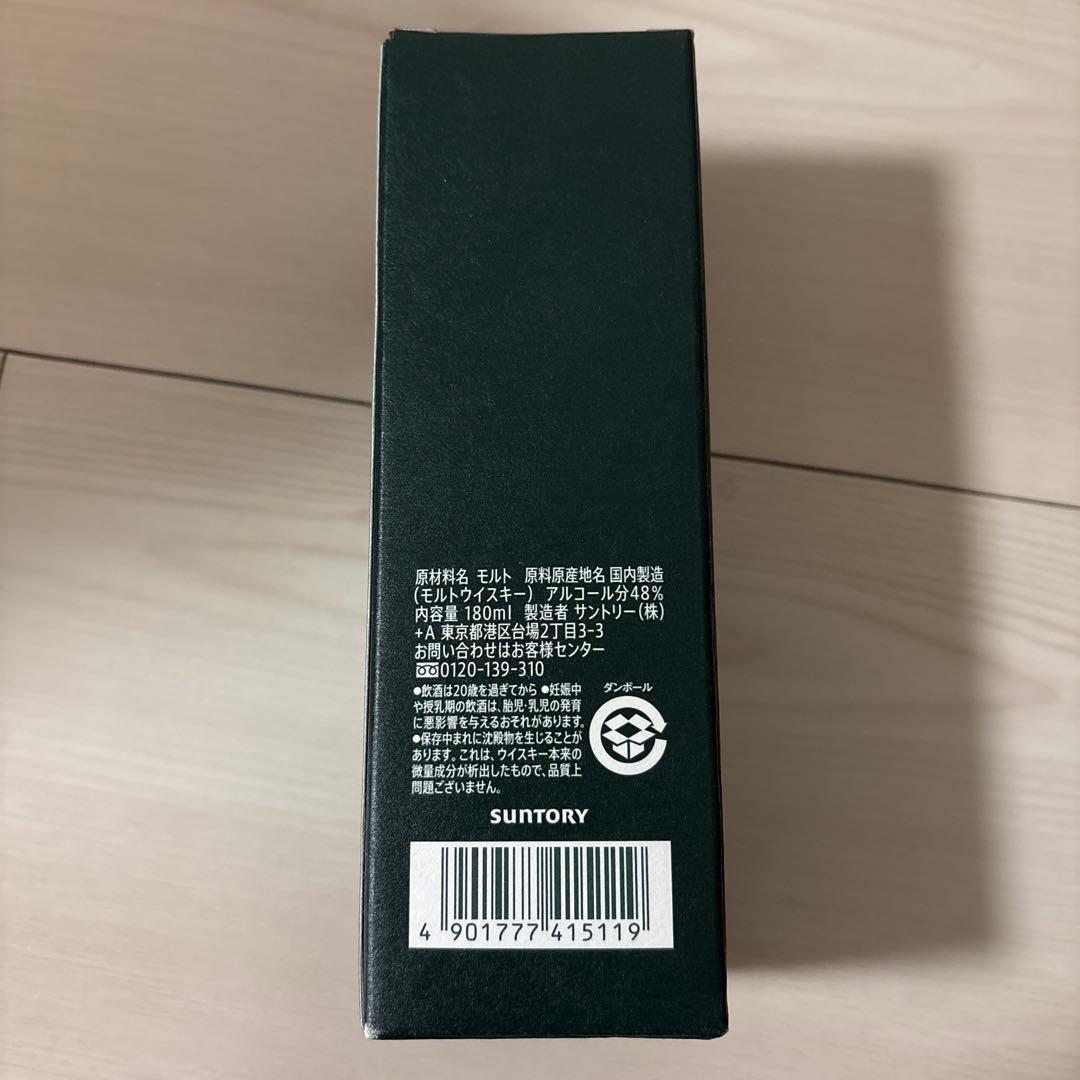 原材料名 モルト 原料原産地名 国内製造
(モルトウイスキー) アルコール分48%
内容量 180ml 製造者 サントリー(株)
+A 東京都港区台場2丁目3-3
お問い合わせはお客様センター
0120-139-310
●飲酒は20歳を過ぎてから ●妊娠中
や授乳期の飲酒は、胎児・乳児の発育
に悪影響を与えるおそれがあります。
●保存中まれに沈殿物を生じることが
あります。これは、ウイスキー本来の
微量成分が析出したもので、品質上
問題ございません。
ダンボール
SUNTORY
4 901777 415119